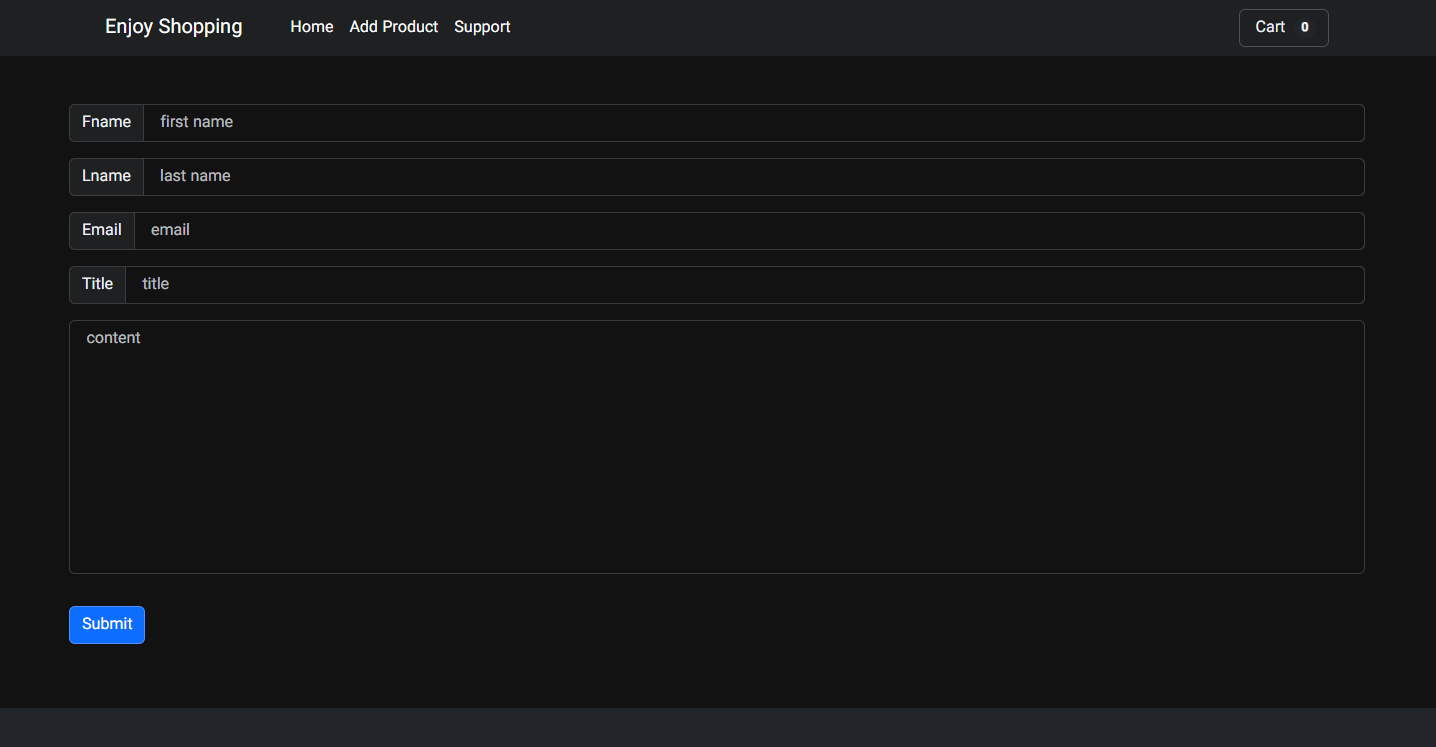 Enjoy Shopping Home Add Product Support Cart 0
Fname first name
Lname last name
Email email
Title title
content
Submit